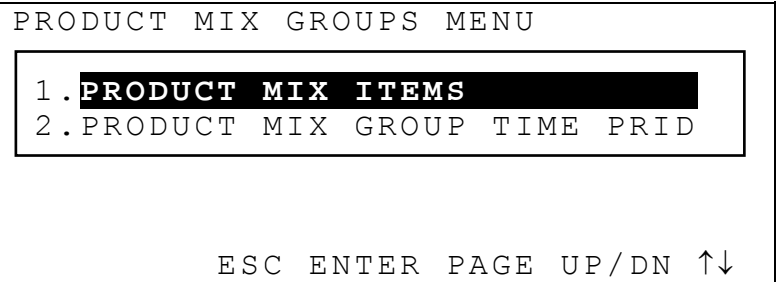 PRODUCT MIX GROUPS MENU
1.PRODUCT MIX ITEMS
2.PRODUCT MIX GROUP TIME PRID
ESC ENTER PAGE UP/DN ↑↓